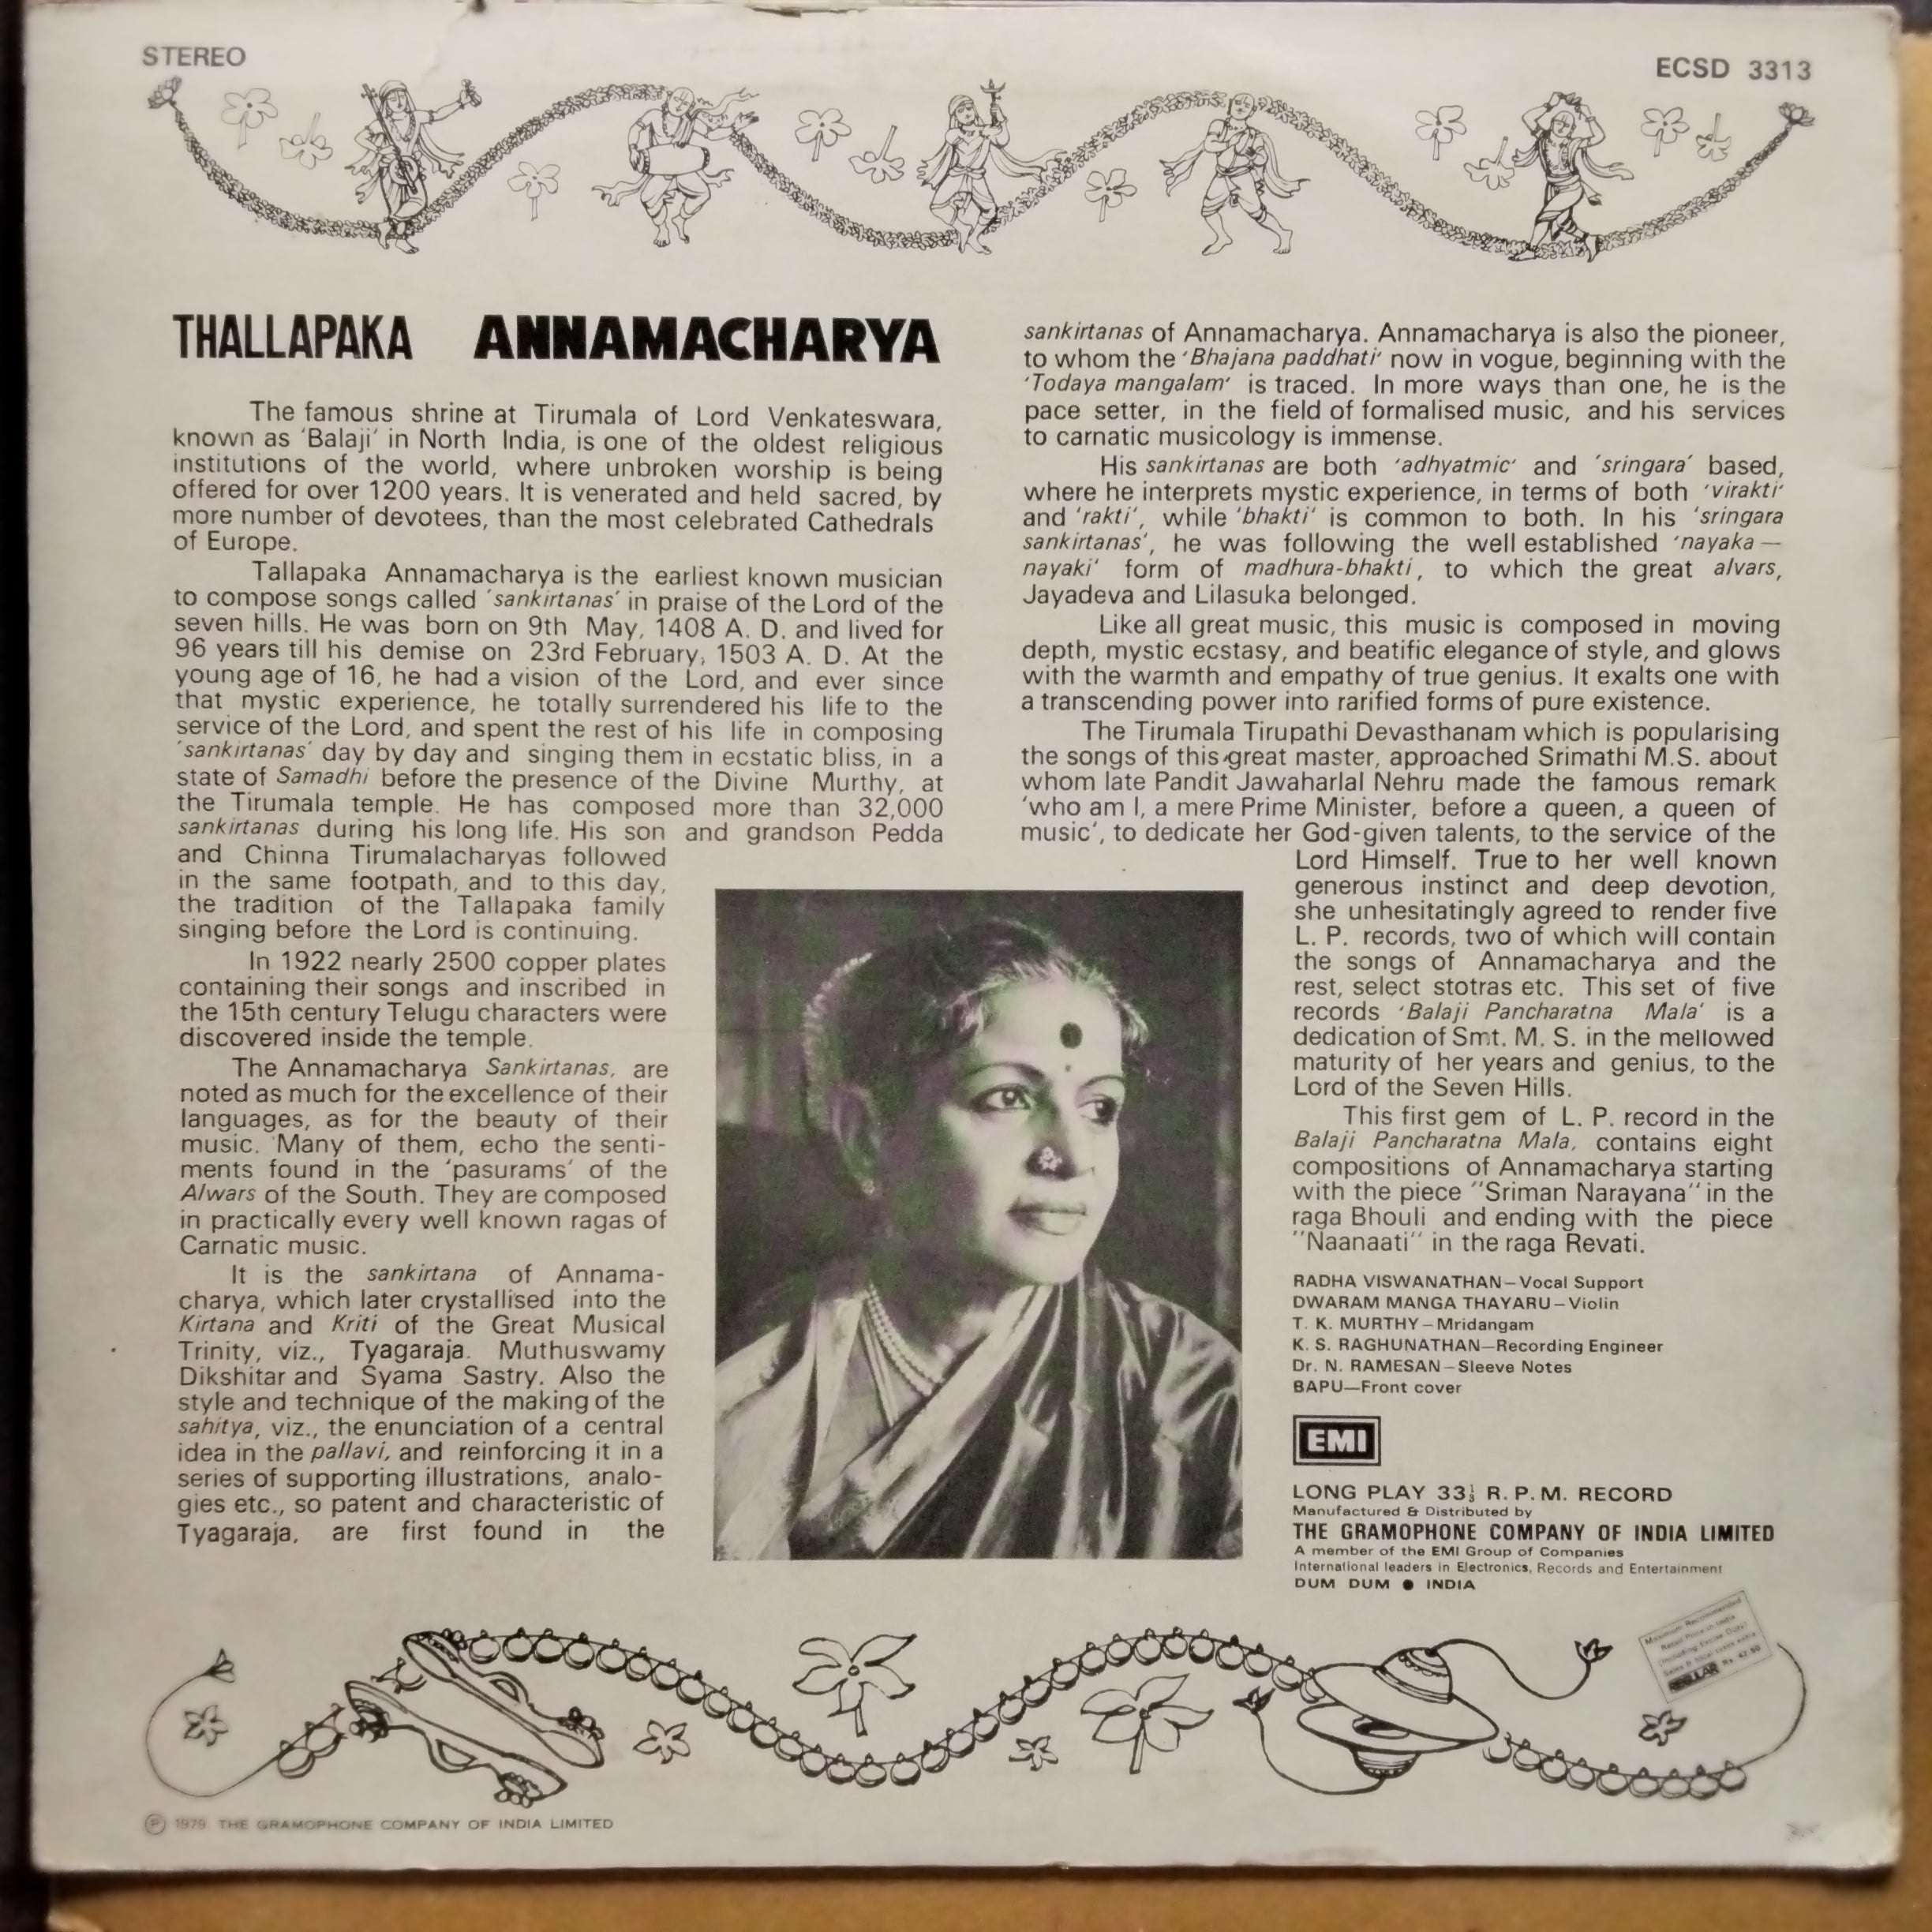 STEREO
ECSD 3313
THALLAPAKA ANNAMACHARYA
The famous shrine at Tirumala of Lord Venkateswara,
known as 'Balaji' in North India, is one of the oldest religious
institutions of the world, where unbroken worship is being
offered for over 1200 years. It is venerated and held sacred, by
more number of devotees, than the most celebrated Cathedrals
of Europe.
Tallapaka Annamacharya is the earliest known musician
to compose songs called 'sankirtanas' in praise of the Lord of the
seven hills. He was born on 9th May, 1408 A. D. and lived for
96 years till his demise on 23rd February, 1503 A. D. At the
young age of 16, he had a vision of the Lord, and ever since
that mystic experience, he totally surrendered his life to the
service of the Lord, and spent the rest of his life in composing
'sankirtanas' day by day and singing them in ecstatic bliss, in a
state of Samadhi before the presence of the Divine Murthy, at
the Tirumala temple. He has composed more than 32,000
sankirtanas during his long life. His son and grandson Pedda
and Chinna Tirumalacharyas followed
in the same footpath, and to this day,
the tradition of the Tallapaka family
singing before the Lord is continuing.
In 1922 nearly 2500 copper plates
containing their songs and inscribed in
the 15th century Telugu characters were
discovered inside the temple.
The Annamacharya Sankirtanas, are
noted as much for the excellence of their
languages, as for the beauty of their
music. Many of them, echo the senti-
ments found in the 'pasurams' of the
Alwars of the South. They are composed
in practically every well known ragas of
Carnatic music.
It is the sankirtana of Annama-
charya, which later crystallised into the
Kirtana and Kriti of the Great Musical
Trinity, viz., Tyagaraja. Muthuswamy
Dikshitar and Syama Sastry. Also the
style and technique of the making of the
sahitya, viz., the enunciation of a central
idea in the pallavi, and reinforcing it in a
series of supporting illustrations, analo-
gies etc., so patent and characteristic of
Tyagaraja, are first found in the
sankirtanas of Annamacharya. Annamacharya is also the pioneer,
to whom the 'Bhajana paddhati' now in vogue, beginning with the
'Todaya mangalam' is traced. In more ways than one, he is the
pace setter, in the field of formalised music, and his services
to carnatic musicology is immense.
His sankirtanas are both 'adhyatmic' and 'sringara' based,
where he interprets mystic experience, in terms of both 'virakti'
and 'rakti', while 'bhakti' is common to both. In his 'sringara
sankirtanas', he was following the well established 'nayaka—
nayaki' form of madhura-bhakti, to which the great alvars,
Jayadeva and Lilasuka belonged.
Like all great music, this music is composed in moving
depth, mystic ecstasy, and beatific elegance of style, and glows
with the warmth and empathy of true genius. It exalts one with
a transcending power into rarified forms of pure existence.
The Tirumala Tirupathi Devasthanam which is popularising
the songs of this great master, approached Srimathi M.S. about
whom late Pandit Jawaharlal Nehru made the famous remark
'who am I, a mere Prime Minister, before a queen, a queen of
music', to dedicate her God-given talents, to the service of the
Lord Himself. True to her well known
generous instinct and deep devotion,
she unhesitatingly agreed to render five
L. P. records, two of which will contain
the songs of Annamacharya and the
rest, select stotras etc. This set of five
records 'Balaji Pancharatna Mala' is a
dedication of Smt. M. S. in the mellowed
maturity of her years and genius, to the
Lord of the Seven Hills.
This first gem of L. P. record in the
Balaji Pancharatna Mala, contains eight
compositions of Annamacharya starting
with the piece "Sriman Narayana" in the
raga Bhouli and ending with the piece
"Naanaati" in the raga Revati.
RADHA VISWANATHAN—Vocal Support
DWARAM MANGA THAYARU—Violin
T. K. MURTHY—Mridangam
K. S. RAGHUNATHAN—Recording Engineer
Dr. N. RAMESAN—Sleeve Notes
BAPU—Front cover
EMI
LONG PLAY 33⅓ R. P. M. RECORD
Manufactured & Distributed by
THE GRAMOPHONE COMPANY OF INDIA LIMITED
A member of the EMI Group of Companies
International leaders in Electronics, Records and Entertainment
DUM DUM ● INDIA
Maximum Recommended
Retail Price in India
REGULAR
Ⓟ 1979 THE GRAMOPHONE COMPANY OF INDIA LIMITED